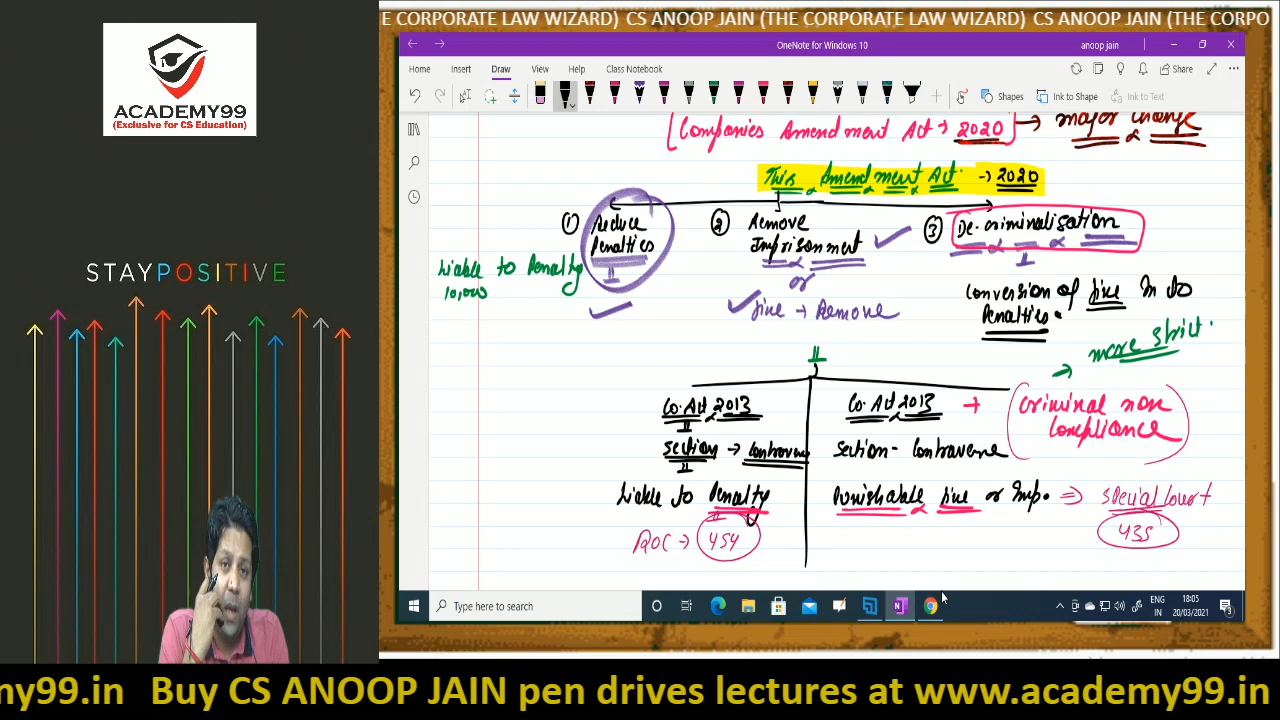 E CORPORATE LAW WIZARD) CS ANOOP JAIN (THE CORPORATE LAW WIZARD) CS ANOOP JAIN (THE CORPO
ACADEMY99
(Exclusive for CS Education)
STAYPOSITIVE
OneNote for Windows 10
anoop jain
Home Insert Draw View Help Class Notebook
Share
Shapes Ink to Shape Ink to Text
[Companies Amendment Act → 2020] → major change
This Amendment Act → 2020
① Reduce Penalties
② Remove Imprisonment
or
fine → Remove
③ De-criminalisation
Liable to Penalty
10,000
Conversion of fine In to
Penalties.
→ more strict.
Co. Act 2013
Section → Contravene
Liable to Penalty
ROC → 454
Co. Act 2013 + (Criminal non
Compliance)
Section - Contravene
Punishable fine or Imp. ⇒ Special Court
435
Type here to search
ENG
IN
18:05
20/03/2021
3
my99.in Buy CS ANOOP JAIN pen drives lectures at www.academy99.in